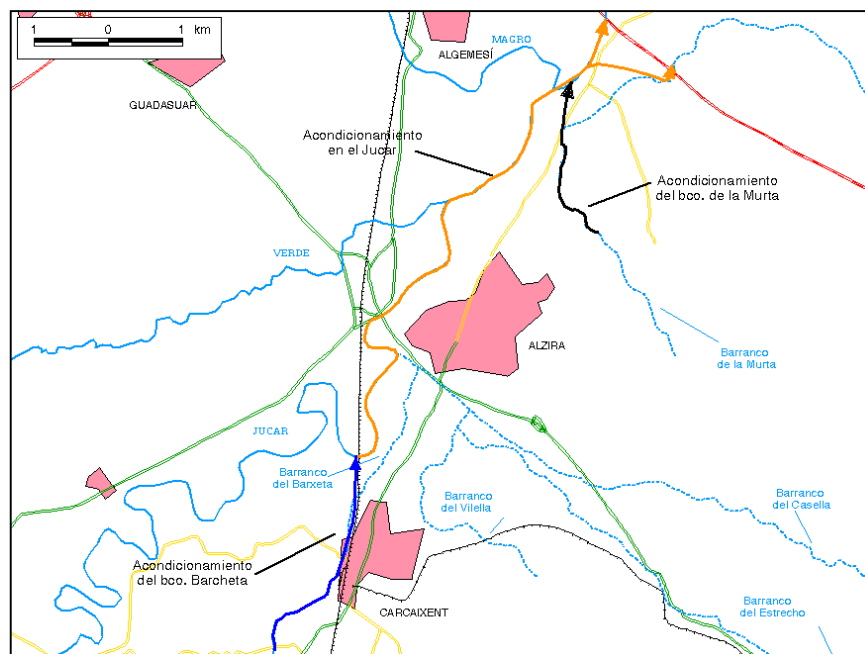 1 0 1 km
MAGRO
ALGEMESÍ
GUADASUAR
Acondicionamiento
en el Jucar
Acondicionamiento
del bco. de la Murta
VERDE
ALZIRA
Barranco
de la Murta
JUCAR
Barranco
del Barxeta
Barranco
del Vilella
Barranco
del Casella
Acondicionamiento
del bco. Barcheta
Barranco
del Estrecho
CARCAIXENT